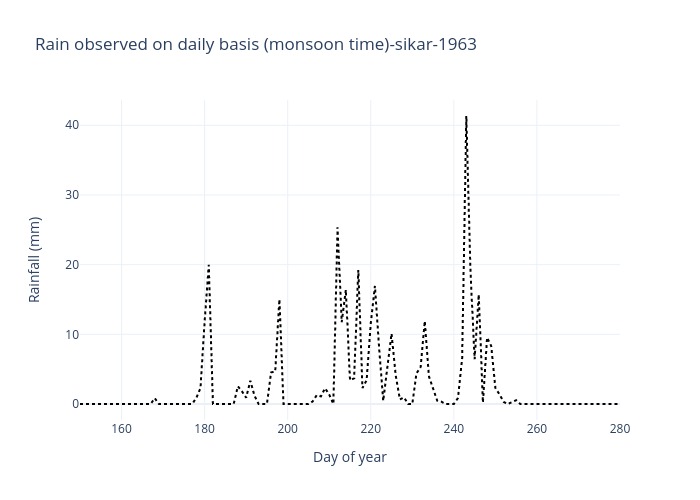 Rain observed on daily basis (monsoon time)-sikar-1963
Rainfall (mm)
40
30
20
10
0
160 180 200 220 240 260 280
Day of year